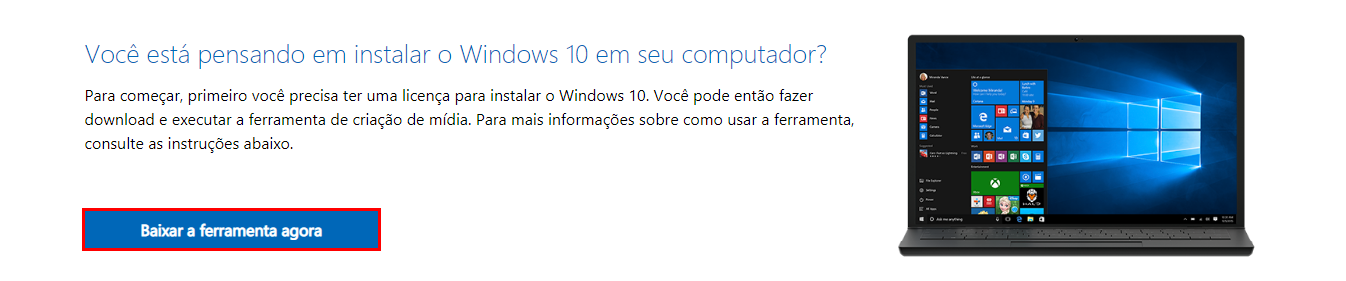 Você está pensando em instalar o Windows 10 em seu computador?
Para começar, primeiro você precisa ter uma licença para instalar o Windows 10. Você pode então fazer
download e executar a ferramenta de criação de mídia. Para mais informações sobre como usar a ferramenta,
consulte as instruções abaixo.
Baixar a ferramenta agora